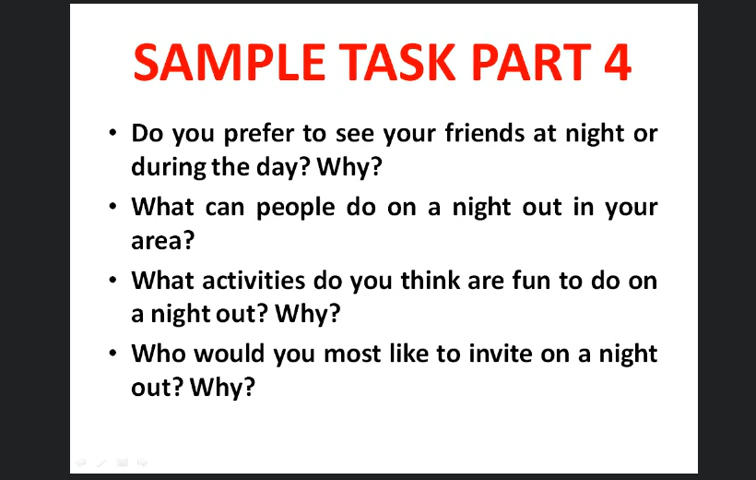 SAMPLE TASK PART 4
• Do you prefer to see your friends at night or
during the day? Why?
• What can people do on a night out in your
area?
• What activities do you think are fun to do on
a night out? Why?
• Who would you most like to invite on a night
out? Why?